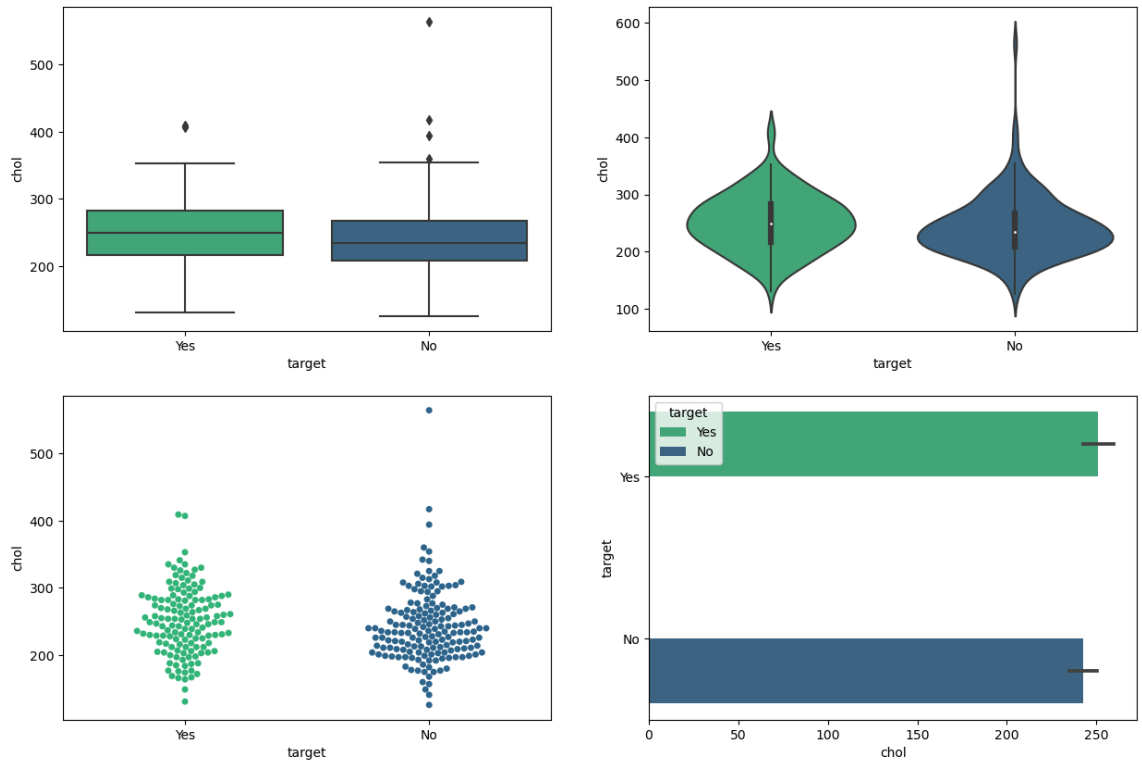 500
400
300
200
chol
Yes
No
target
600
500
400
300
200
100
chol
Yes
No
target
500
400
300
200
chol
Yes
No
target
target
Yes
No
Yes
No
target
0
50
100
150
200
250
chol